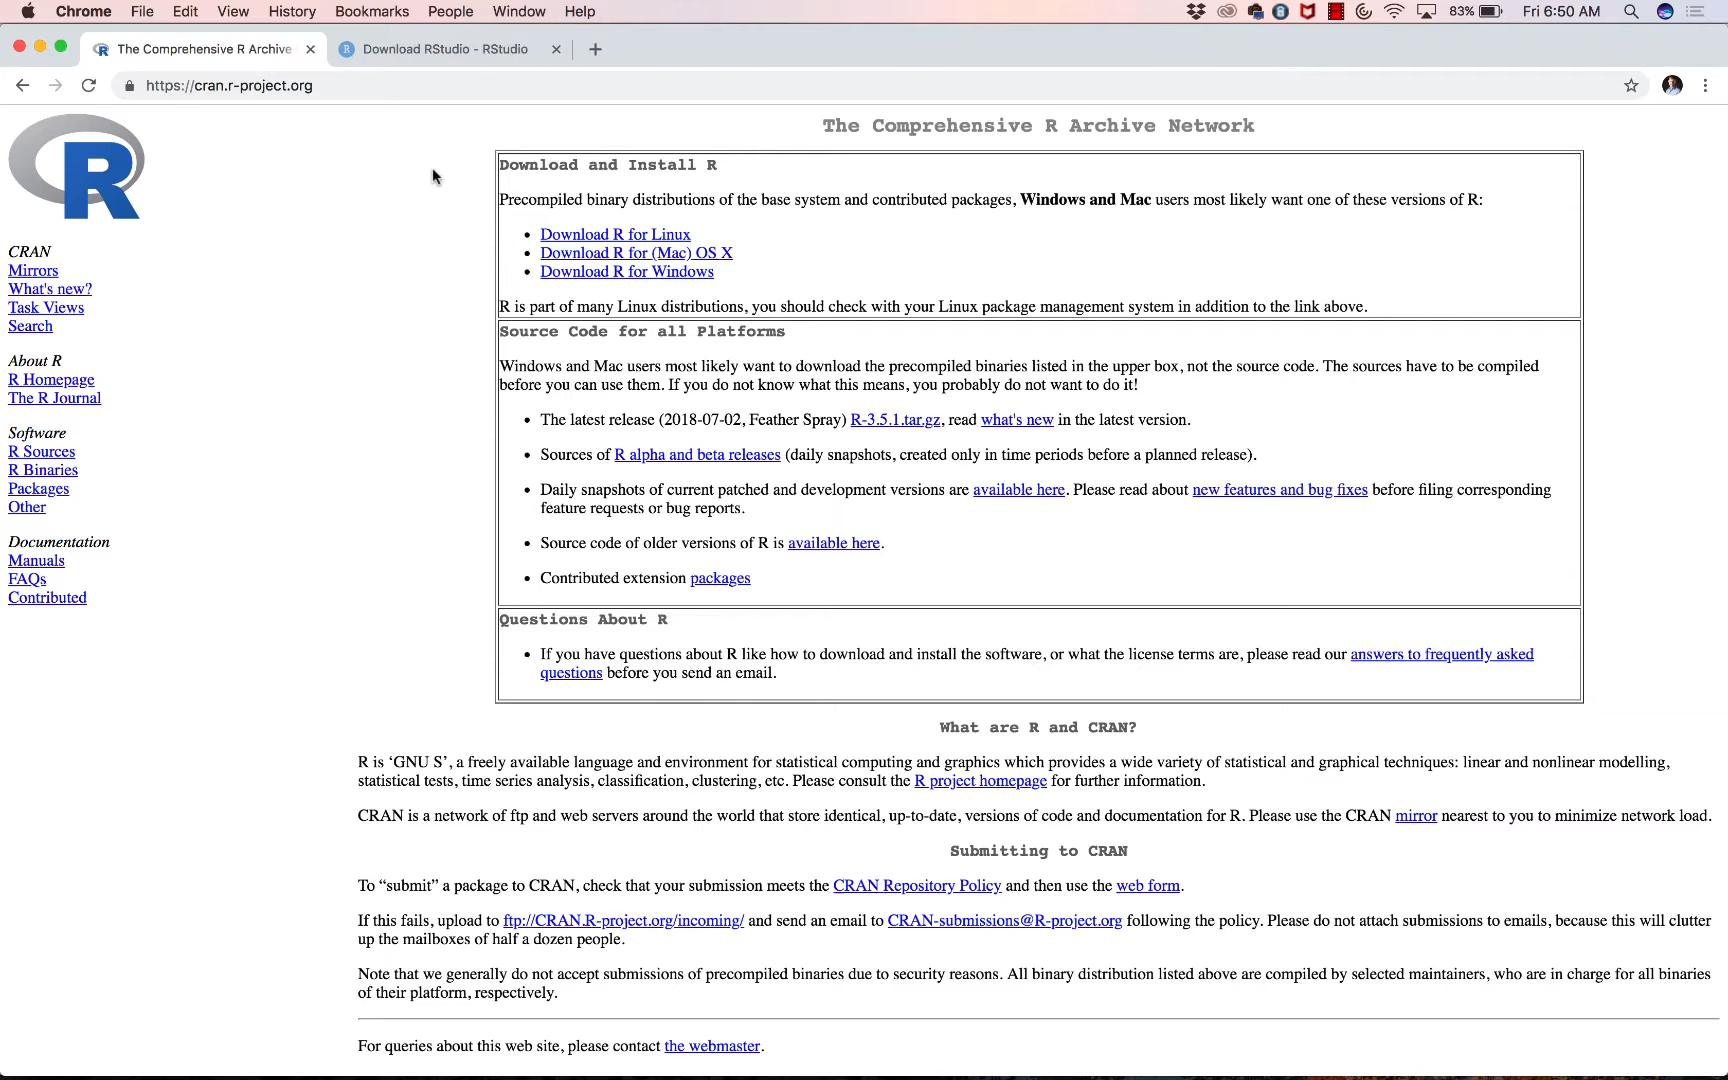 Chrome File Edit View History Bookmarks People Window Help 83% Fri 6:50 AM
The Comprehensive R Archive Download RStudio - RStudio
https://cran.r-project.org
R
CRAN
Mirrors
What's new?
Task Views
Search
About R
R Homepage
The R Journal
Software
R Sources
R Binaries
Packages
Other
Documentation
Manuals
FAQs
Contributed
The Comprehensive R Archive Network
Download and Install R
Precompiled binary distributions of the base system and contributed packages, Windows and Mac users most likely want one of these versions of R:
• Download R for Linux
• Download R for (Mac) OS X
• Download R for Windows
R is part of many Linux distributions, you should check with your Linux package management system in addition to the link above.
Source Code for all Platforms
Windows and Mac users most likely want to download the precompiled binaries listed in the upper box, not the source code. The sources have to be compiled
before you can use them. If you do not know what this means, you probably do not want to do it!
• The latest release (2018-07-02, Feather Spray) R-3.5.1.tar.gz, read what's new in the latest version.
• Sources of R alpha and beta releases (daily snapshots, created only in time periods before a planned release).
• Daily snapshots of current patched and development versions are available here. Please read about new features and bug fixes before filing corresponding
feature requests or bug reports.
• Source code of older versions of R is available here.
• Contributed extension packages
Questions About R
• If you have questions about R like how to download and install the software, or what the license terms are, please read our answers to frequently asked
questions before you send an email.
What are R and CRAN?
R is ‘GNU S’, a freely available language and environment for statistical computing and graphics which provides a wide variety of statistical and graphical techniques: linear and nonlinear modelling,
statistical tests, time series analysis, classification, clustering, etc. Please consult the R project homepage for further information.
CRAN is a network of ftp and web servers around the world that store identical, up-to-date, versions of code and documentation for R. Please use the CRAN mirror nearest to you to minimize network load.
Submitting to CRAN
To “submit” a package to CRAN, check that your submission meets the CRAN Repository Policy and then use the web form.
If this fails, upload to ftp://CRAN.R-project.org/incoming/ and send an email to CRAN-submissions@R-project.org following the policy. Please do not attach submissions to emails, because this will clutter
up the mailboxes of half a dozen people.
Note that we generally do not accept submissions of precompiled binaries due to security reasons. All binary distribution listed above are compiled by selected maintainers, who are in charge for all binaries
of their platform, respectively.
For queries about this web site, please contact the webmaster.